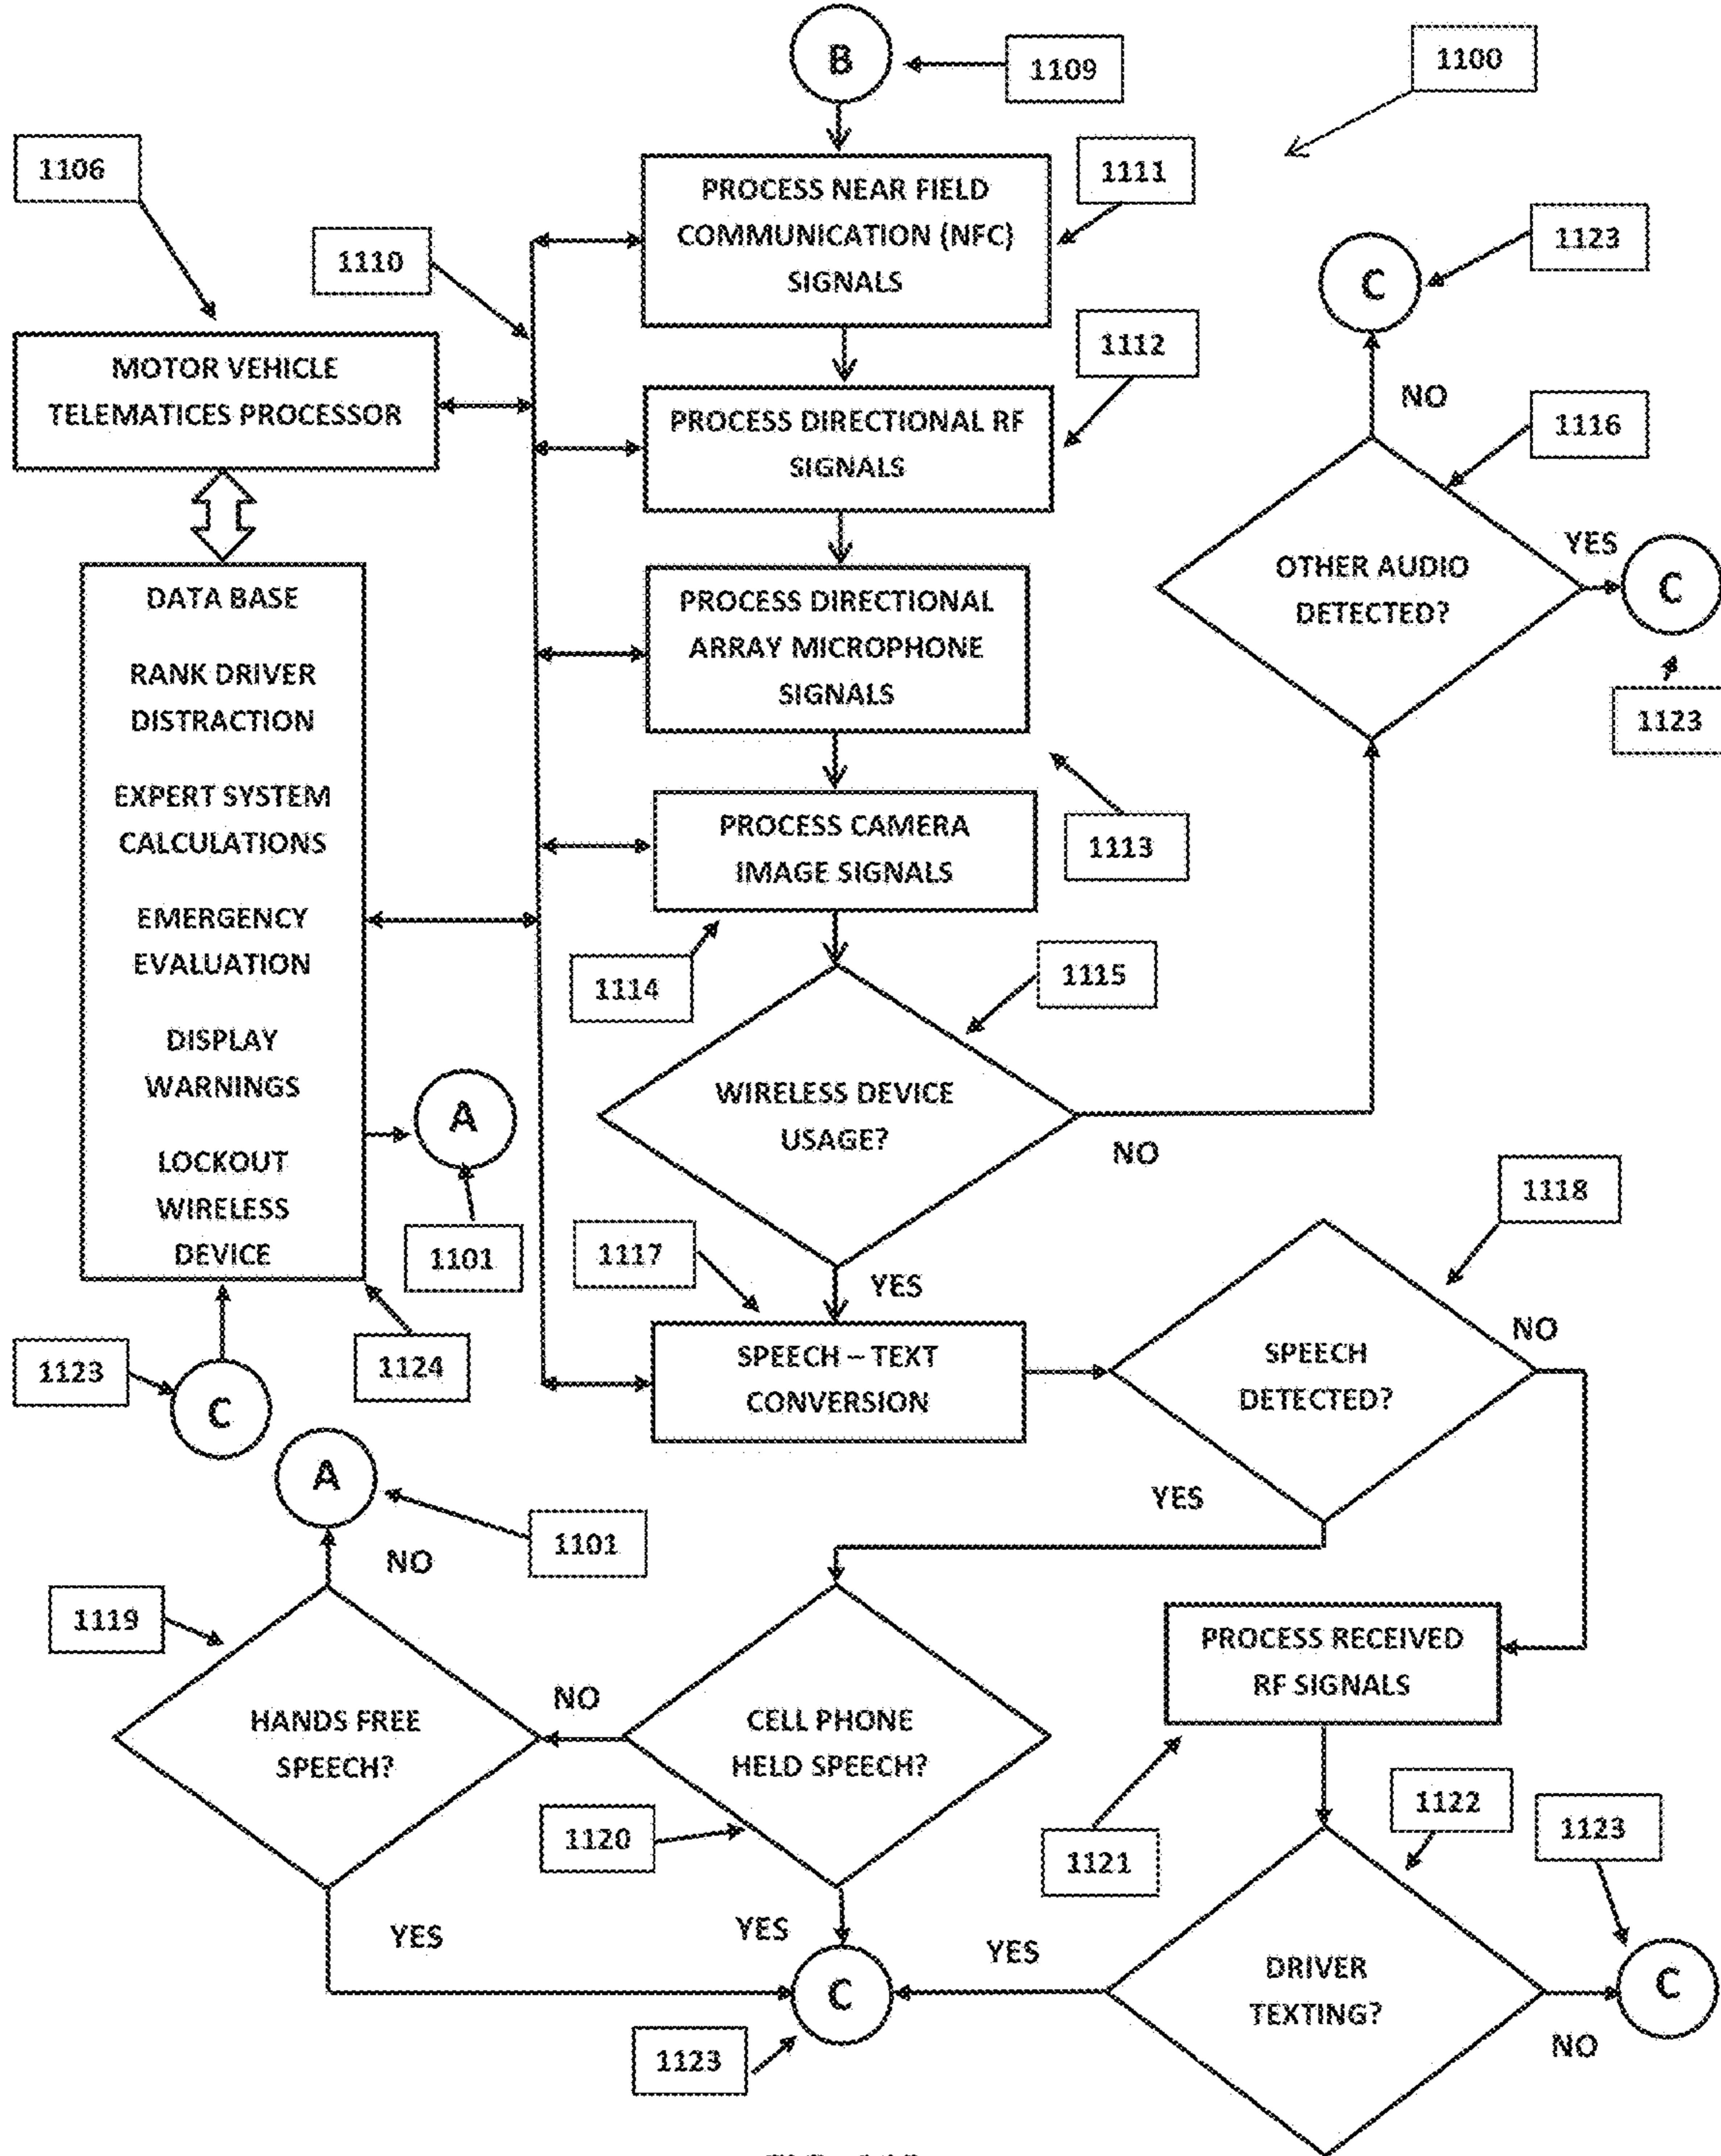 B
1109
1100
1106
1110
PROCESS NEAR FIELD
COMMUNICATION (NFC)
SIGNALS
1111
C
1123
MOTOR VEHICLE
TELEMATICES PROCESSOR
PROCESS DIRECTIONAL RF
SIGNALS
1112
NO
1116
OTHER AUDIO
DETECTED?
YES
C
1123
DATA BASE
RANK DRIVER
DISTRACTION
EXPERT SYSTEM
CALCULATIONS
EMERGENCY
EVALUATION
DISPLAY
WARNINGS
LOCKOUT
WIRELESS
DEVICE
PROCESS DIRECTIONAL
ARRAY MICROPHONE
SIGNALS
1113
PROCESS CAMERA
IMAGE SIGNALS
1114
1115
WIRELESS DEVICE
USAGE?
NO
A
1101
1117
YES
1118
SPEECH – TEXT
CONVERSION
SPEECH
DETECTED?
NO
YES
1123
C
1124
A
1101
NO
1119
HANDS FREE
SPEECH?
NO
CELL PHONE
HELD SPEECH?
1120
PROCESS RECEIVED
RF SIGNALS
1121
1122
1123
YES
YES
C
1123
YES
DRIVER
TEXTING?
C
NO